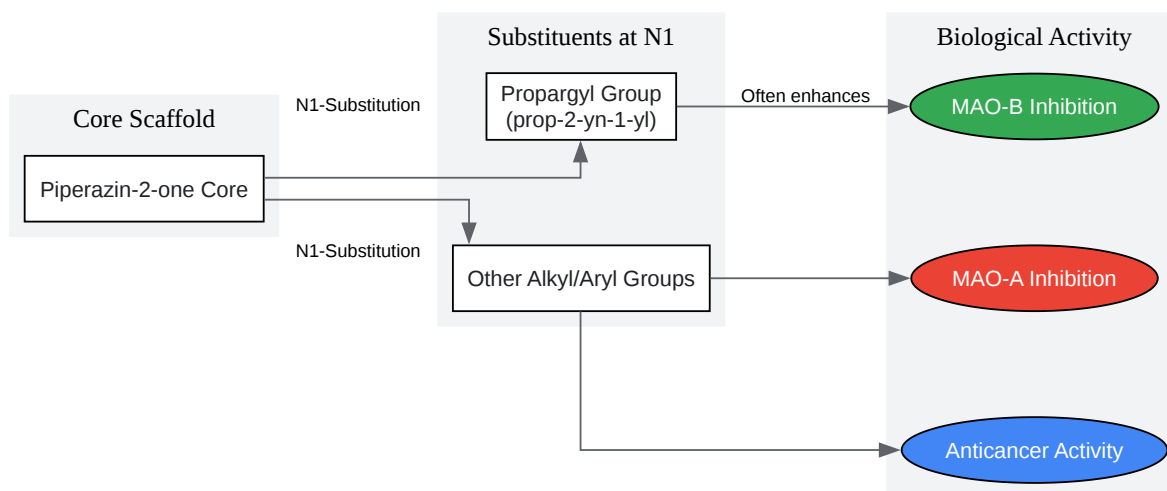 Core Scaffold
Piperazin-2-one Core
N1-Substitution
N1-Substitution
Substituents at N1
Propargyl Group
(prop-2-yn-1-yl)
Other Alkyl/Aryl Groups
Often enhances
Biological Activity
MAO-B Inhibition
MAO-A Inhibition
Anticancer Activity